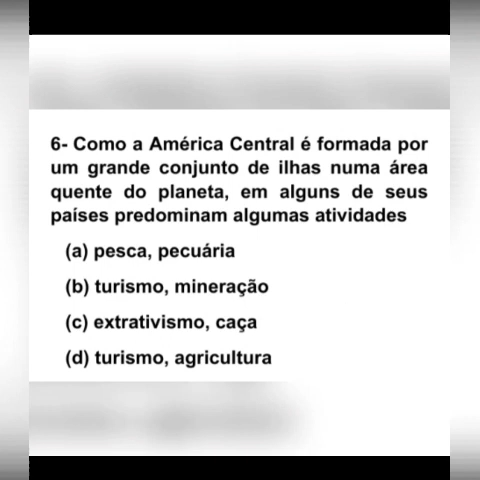 6- Como a América Central é formada por
um grande conjunto de ilhas numa área
quente do planeta, em alguns de seus
países predominam algumas atividades
(a) pesca, pecuária
(b) turismo, mineração
(c) extrativismo, caça
(d) turismo, agricultura